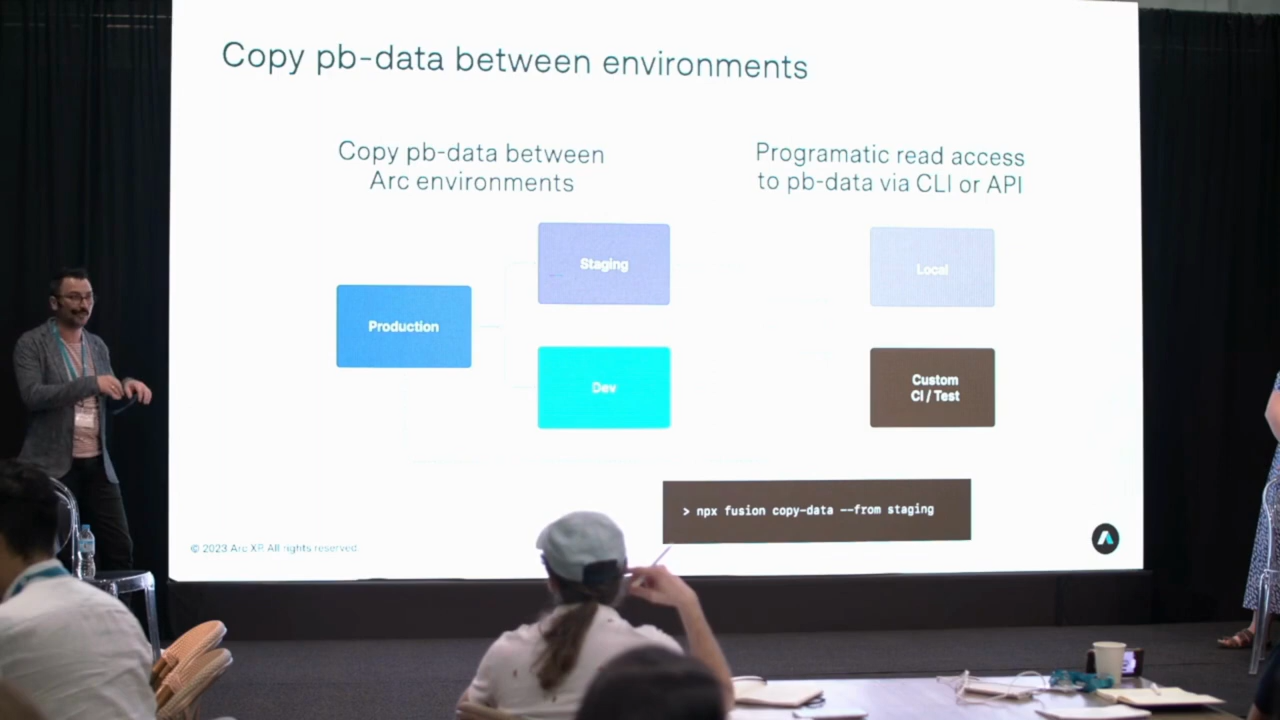 Copy pb-data between environments
Copy pb-data between
Arc environments
Programatic read access
to pb-data via CLI or API
Staging
Local
Production
Dev
Custom
CI / Test
> npx fusion copy-data --from staging
© 2023 Arc XP. All rights reserved